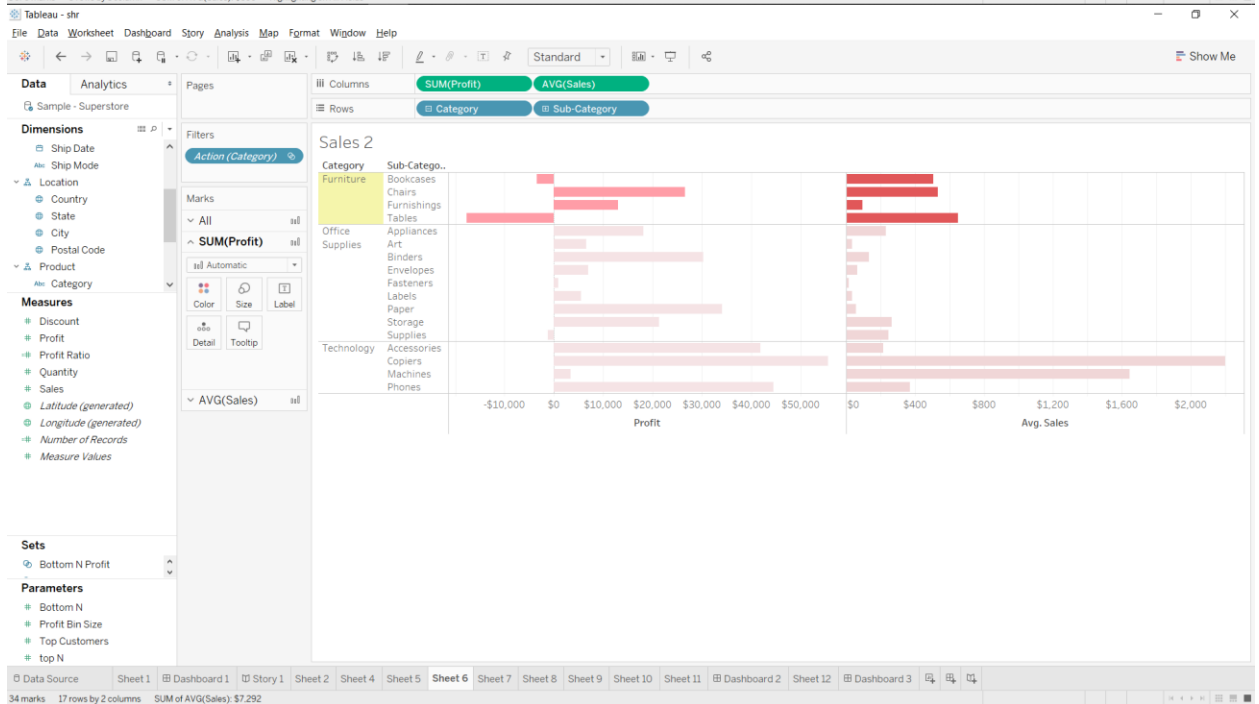 Tableau - shr
File Data Worksheet Dashboard Story Analysis Map Format Window Help
Standard
Show Me
Data Analytics
Sample - Superstore
Dimensions
Ship Date
Abc Ship Mode
Location
Country
State
City
Postal Code
Product
Abc Category
Measures
# Discount
# Profit
=# Profit Ratio
# Quantity
# Sales
Latitude (generated)
Longitude (generated)
=# Number of Records
# Measure Values
Sets
Bottom N Profit
Parameters
# Bottom N
# Profit Bin Size
# Top Customers
# top N
Pages
Filters
Action (Category)
Marks
All
SUM(Profit)
Automatic
Color Size Label
Detail Tooltip
AVG(Sales)
Columns SUM(Profit) AVG(Sales)
Rows Category Sub-Category
Sales 2
Category Sub-Catego..
Furniture Bookcases
Chairs
Furnishings
Tables
Office Supplies Appliances
Art
Binders
Envelopes
Fasteners
Labels
Paper
Storage
Supplies
Technology Accessories
Copiers
Machines
Phones
-$10,000 $0 $10,000 $20,000 $30,000 $40,000 $50,000 $0 $400 $800 $1,200 $1,600 $2,000
Profit Avg. Sales
Data Source Sheet 1 Dashboard 1 Story 1 Sheet 2 Sheet 4 Sheet 5 Sheet 6 Sheet 7 Sheet 8 Sheet 9 Sheet 10 Sheet 11 Dashboard 2 Sheet 12 Dashboard 3
34 marks 17 rows by 2 columns SUM of AVG(Sales): $7,292